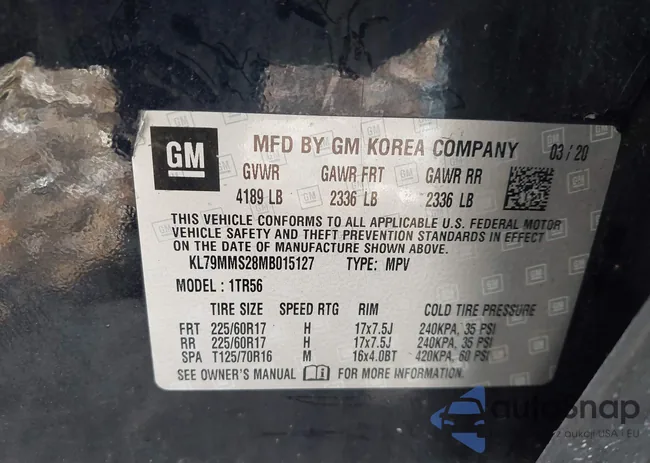 GM
MFD BY GM KOREA COMPANY 03/20
GVWR GAWR FRT GAWR RR
4189 LB 2336 LB 2336 LB
THIS VEHICLE CONFORMS TO ALL APPLICABLE U.S. FEDERAL MOTOR
VEHICLE SAFETY AND THEFT PREVENTION STANDARDS IN EFFECT
ON THE DATE OF MANUFACTURE SHOWN ABOVE.
KL79MMS28MB015127 TYPE: MPV
MODEL : 1TR56
TIRE SIZE SPEED RTG RIM COLD TIRE PRESSURE
FRT 225/60R17 H 17x7.5J 240KPA, 35 PSI
RR 225/60R17 H 17x7.5J 240KPA, 35 PSI
SPA T125/70R16 M 16x4.0BT 420KPA, 60 PSI
SEE OWNER'S MANUAL FOR MORE INFORMATION.
autosnap
Z aukcji USA i EU